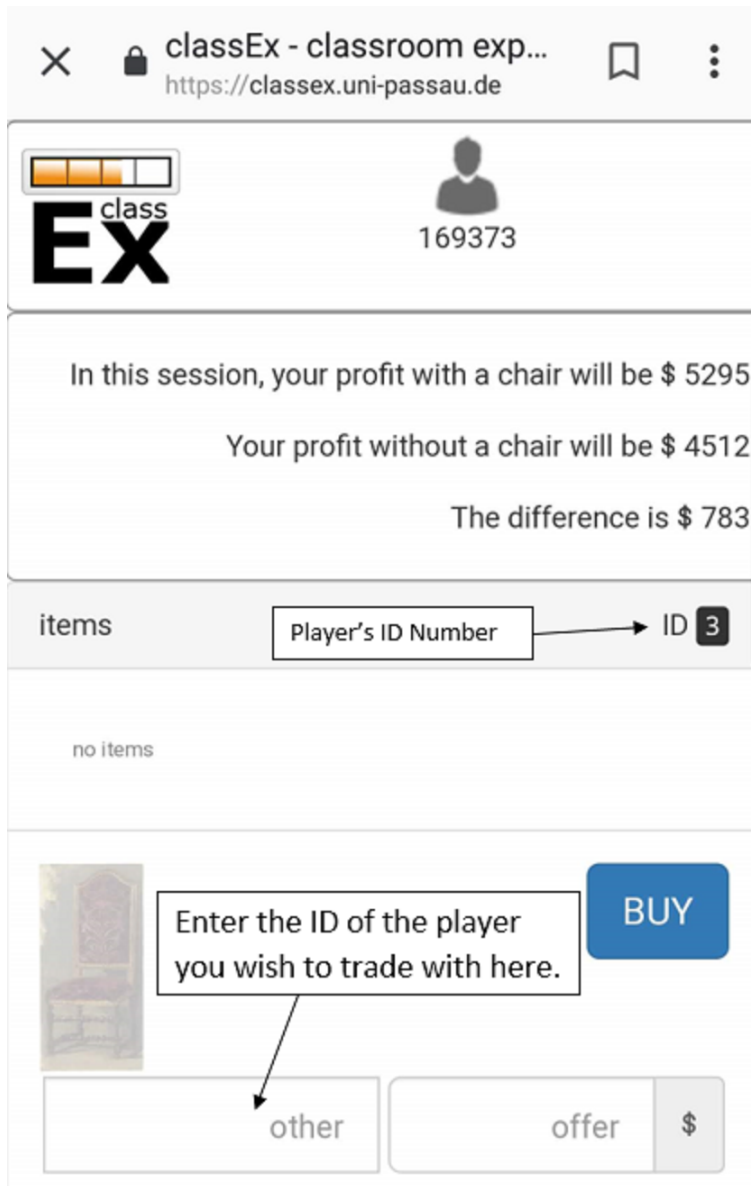 classEx - classroom exp...
https://classex.uni-passau.de
class
Ex
169373
In this session, your profit with a chair will be $ 5295
Your profit without a chair will be $ 4512
The difference is $ 783
items
Player's ID Number
ID 3
no items
Enter the ID of the player
you wish to trade with here.
BUY
other
offer
$